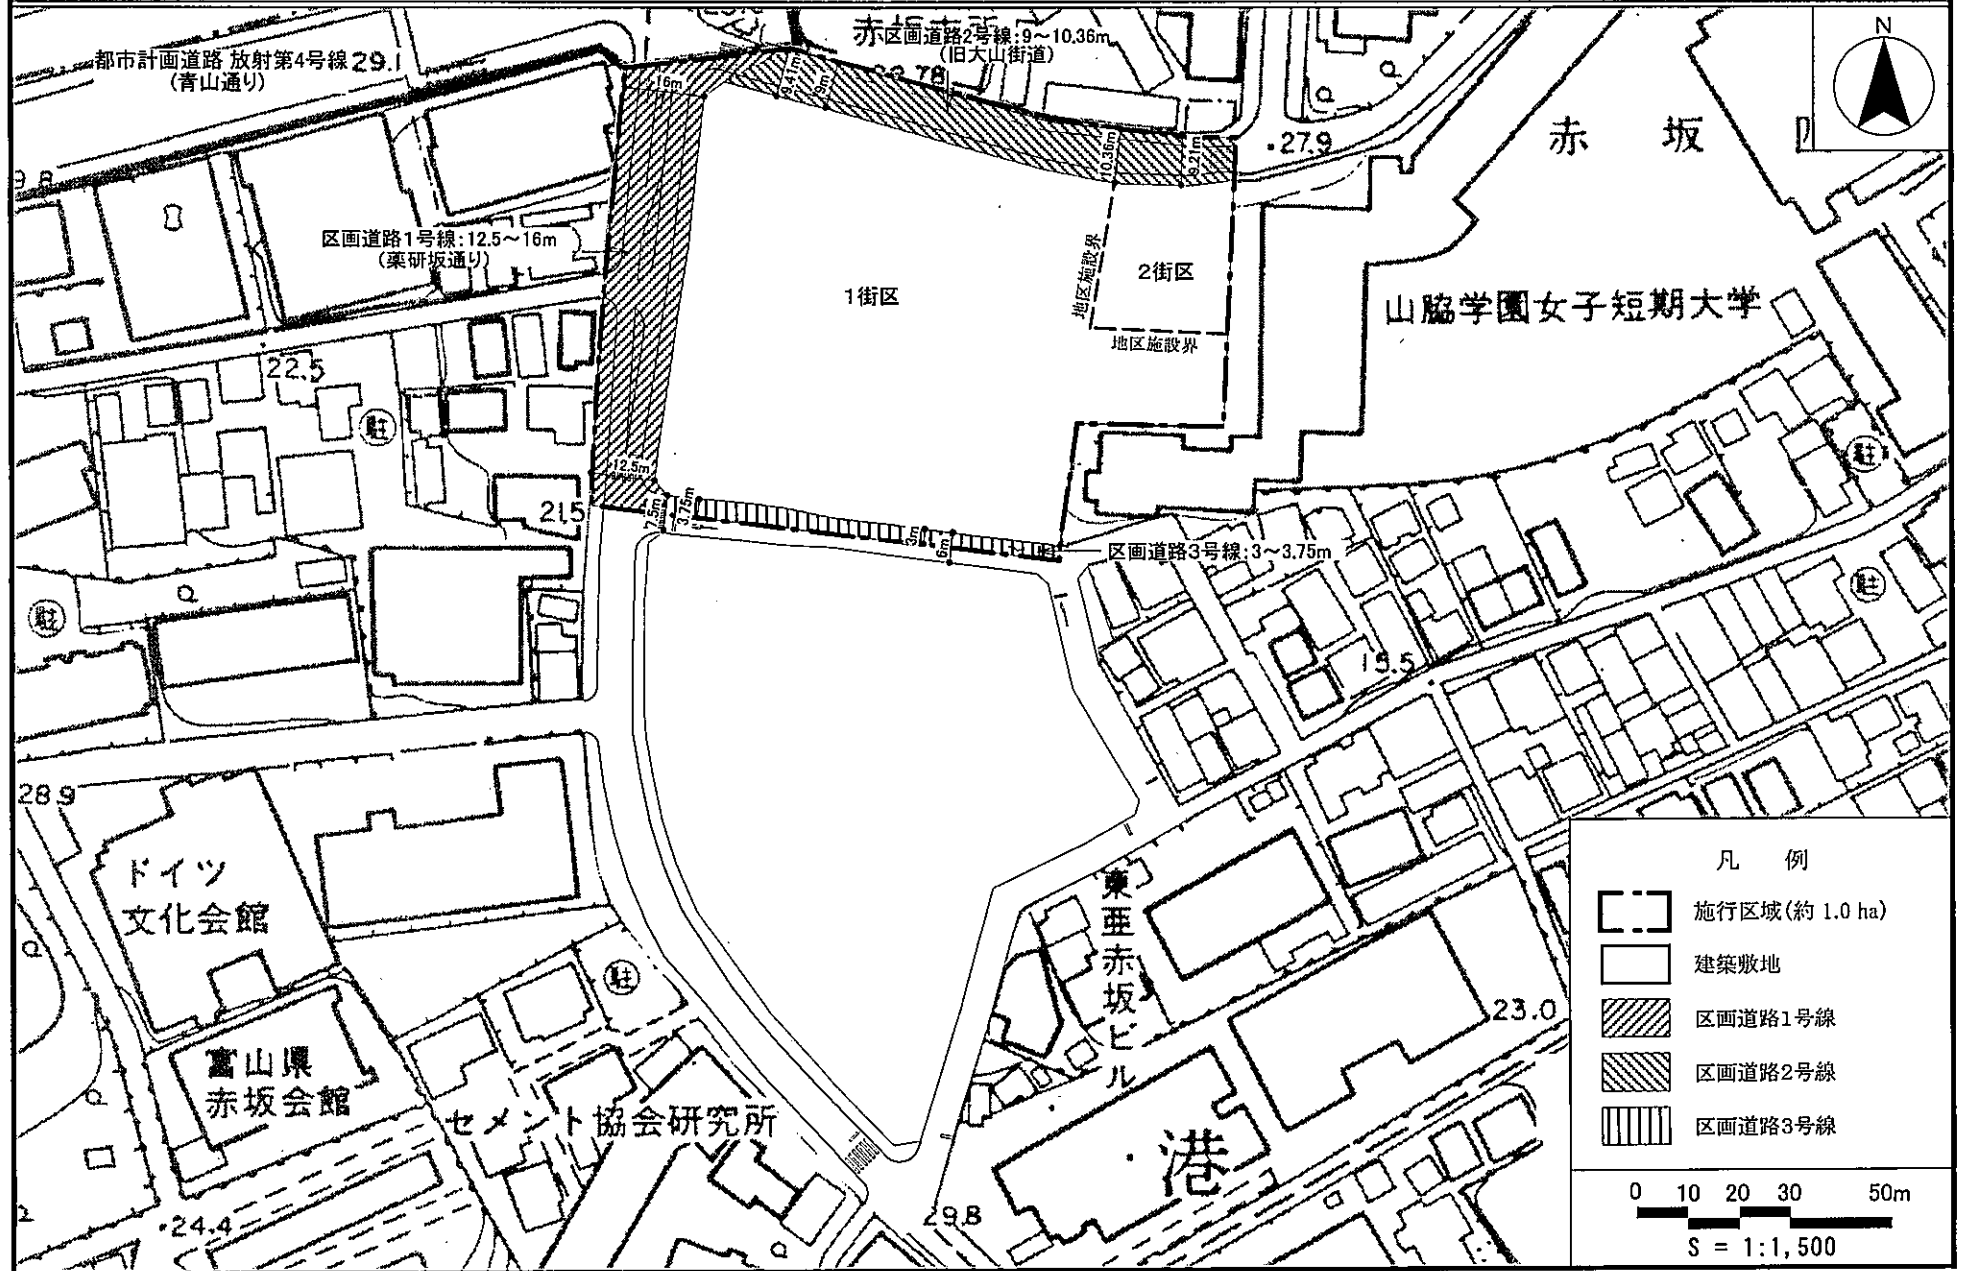 都市計画道路 放射第4号線
(青山通り)
29.1
区画道路2号線:9～10.36m
(旧大山街道)
N
16m
9.41m
9m
10.36m
9.21m
27.9
赤坂
区画道路1号線:12.5～16m
(薬研坂通り)
1街区
2街区
地区施設界
地区施設界
山脇学園女子短期大学
22.5
駐
12.5m
21.5
7.5m
3.75m
3m
6m
区画道路3号線:3～3.75m
駐
駐
駐
15.5
28.9
ドイツ
文化会館
東亜赤坂ビル
駐
富山県
赤坂会館
セメント協会研究所
港
23.0
24.4
29.8
凡例
施行区域(約 1.0 ha)
建築敷地
区画道路1号線
区画道路2号線
区画道路3号線
0 10 20 30 50m
S = 1:1,500